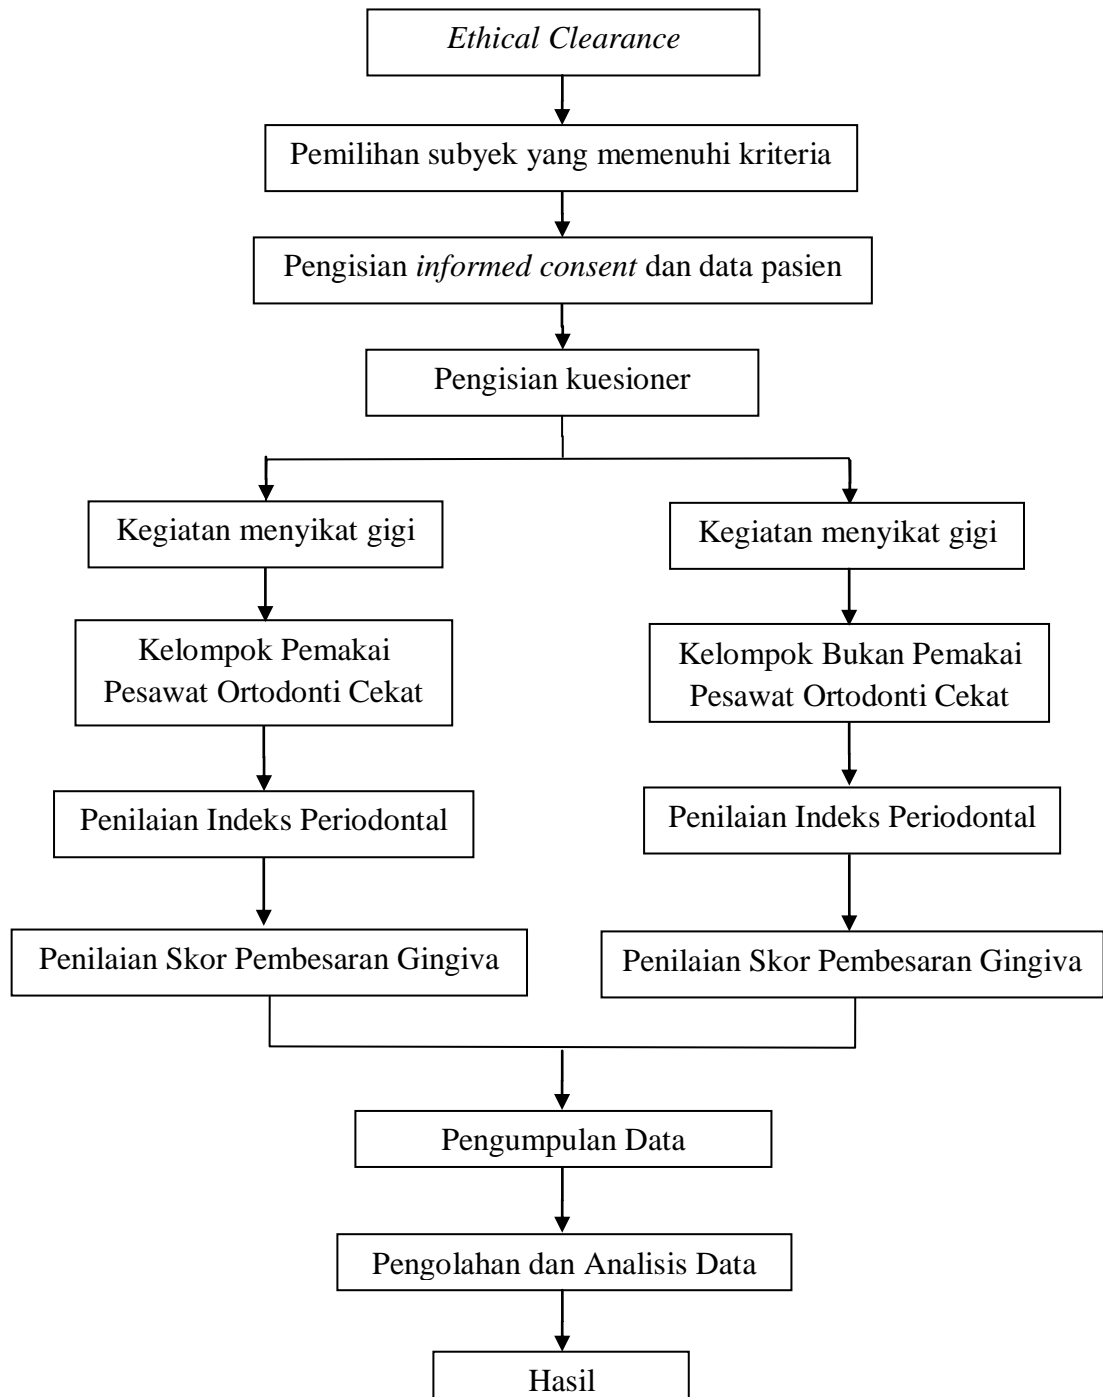 Ethical Clearance
Pemilihan subyek yang memenuhi kriteria
Pengisian informed consent dan data pasien
Pengisian kuesioner
Kegiatan menyikat gigi
Kelompok Pemakai
Pesawat Ortodonti Cekat
Penilaian Indeks Periodontal
Penilaian Skor Pembesaran Gingiva
Kegiatan menyikat gigi
Kelompok Bukan Pemakai
Pesawat Ortodonti Cekat
Penilaian Indeks Periodontal
Penilaian Skor Pembesaran Gingiva
Pengumpulan Data
Pengolahan dan Analisis Data
Hasil